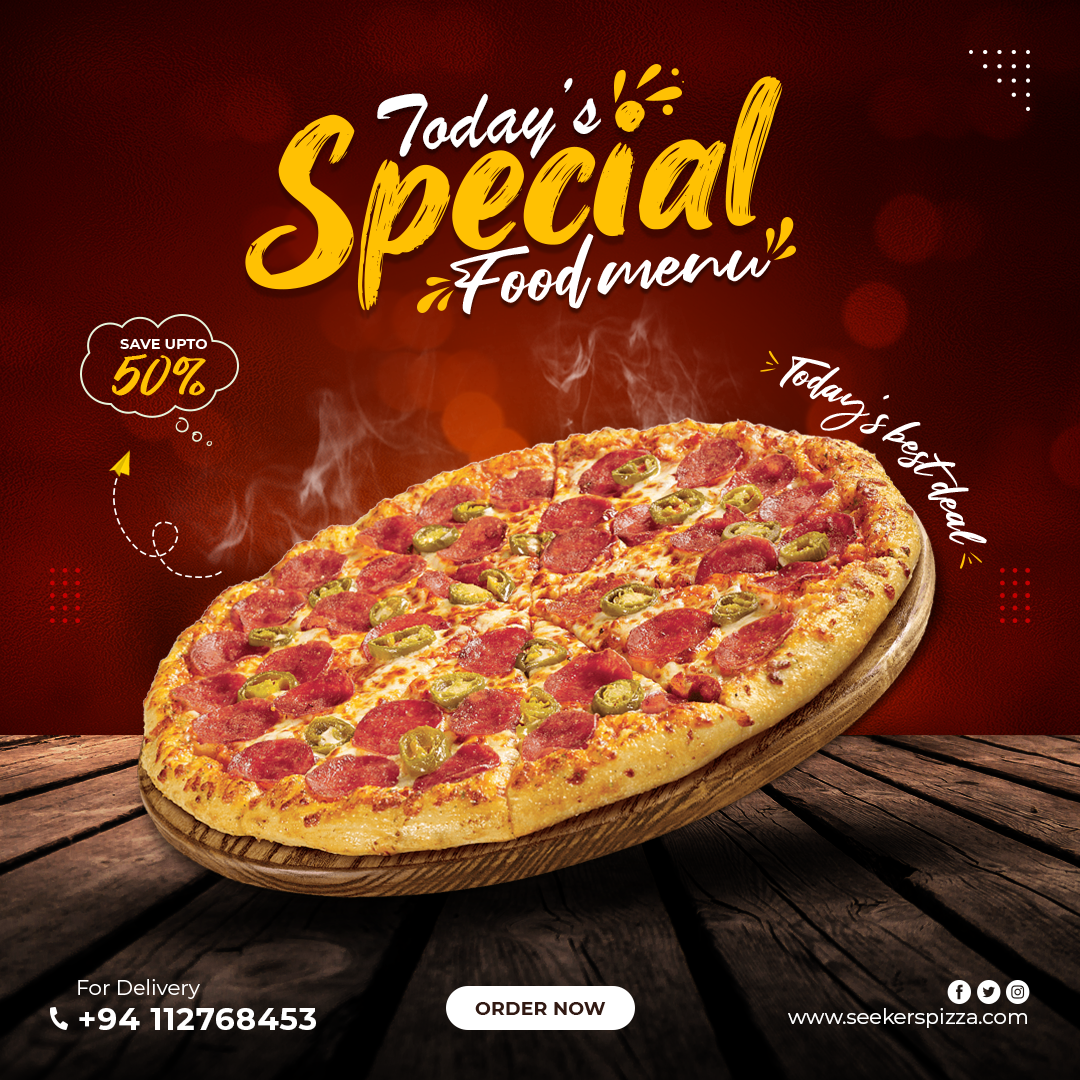 Today's
Special
Food menu
SAVE UPTO
50%
Today's best deal
For Delivery
+94 112768453
ORDER NOW
www.seekerspizza.com